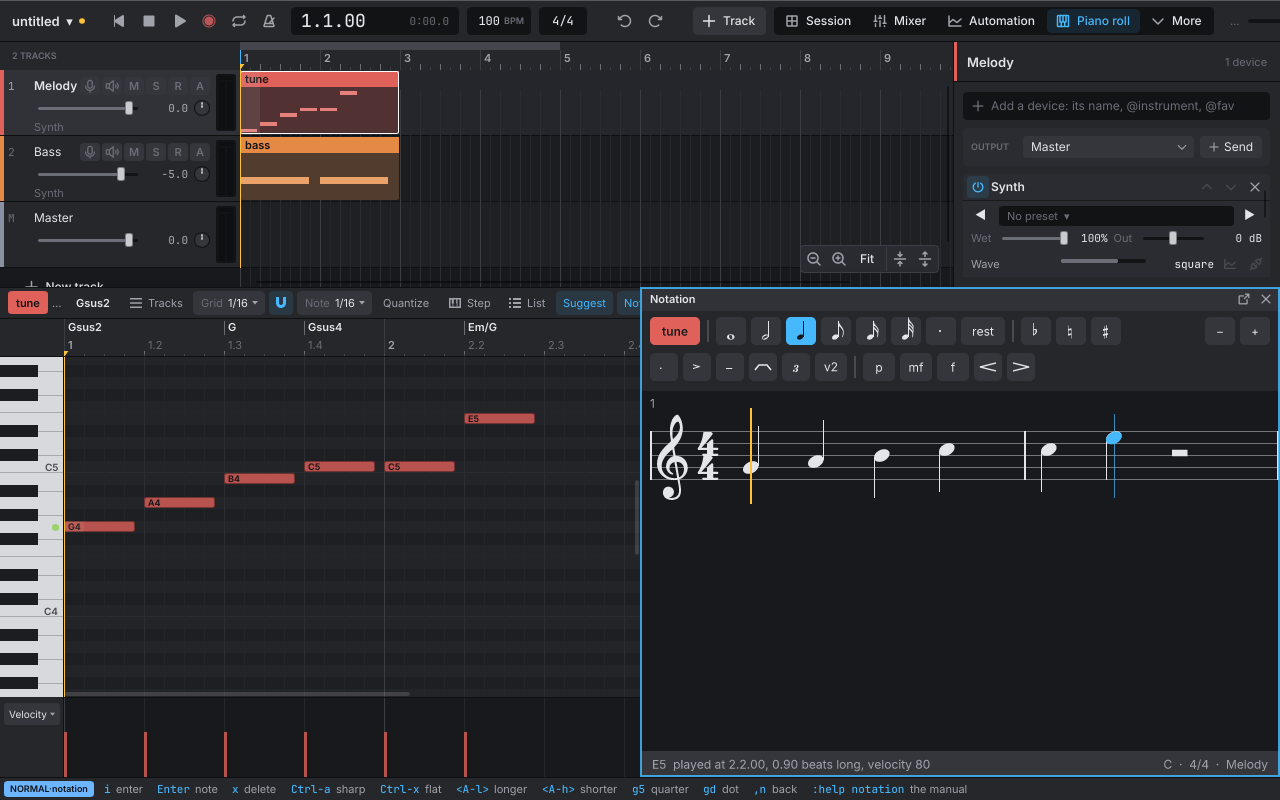 untitled ▾
1.1.00 0:00.0
100 BPM
4/4
+ Track
Session
Mixer
Automation
Piano roll
More
...
2 TRACKS
1 2 3 4 5 6 7 8 9
1 Melody M S R A
0.0
Synth
2 Bass M S R A
-5.0
Synth
M Master
0.0
+ New track
tune
bass
Fit
Melody 1 device
+ Add a device: its name, @instrument, @fav
OUTPUT Master + Send
Synth
No preset ▾
Wet 100% Out 0 dB
Wave square
tune ... Gsus2 Tracks Grid 1/16 Note 1/16 Quantize Step List Suggest
Gsus2 G Gsus4 Em/G
1 1.2 1.3 1.4 2 2.2 2.3 2.4
C5
C4
E5
C5 C5
B4
A4
G4
Velocity
Notation
tune rest ♭ ♮ ♯ − +
. > – 3 v2 p mf f < >
1
4
4
E5 played at 2.2.00, 0.90 beats long, velocity 80 C · 4/4 · Melody
NORMAL·notation i enter Enter note x delete Ctrl-a sharp Ctrl-x flat <A-l> longer <A-h> shorter g5 quarter gd dot ,n back :help notation the manual